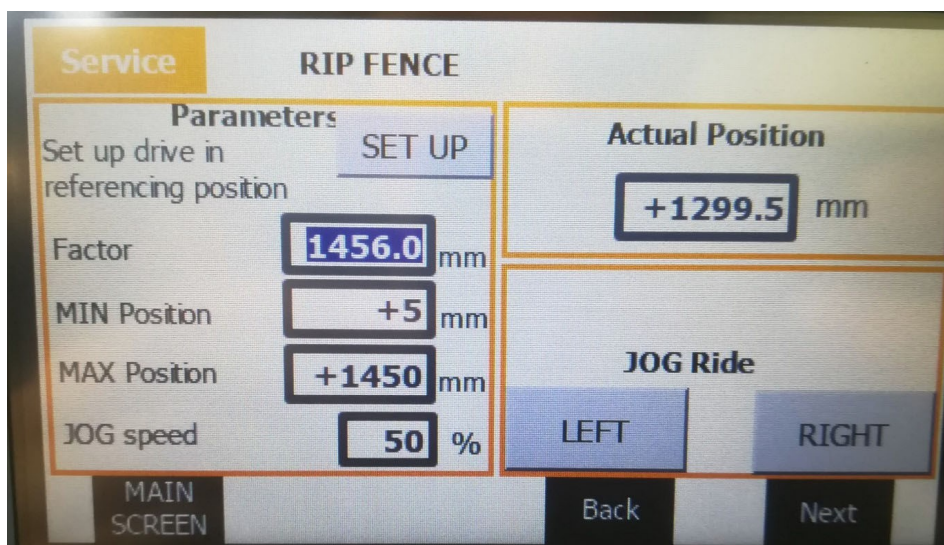 Service
RIP FENCE
Parameters
Set up drive in
referencing position
SET UP
Factor
1456.0 mm
MIN Position
+5 mm
MAX Position
+1450 mm
JOG speed
50 %
Actual Position
+1299.5 mm
JOG Ride
LEFT
RIGHT
MAIN
SCREEN
Back
Next